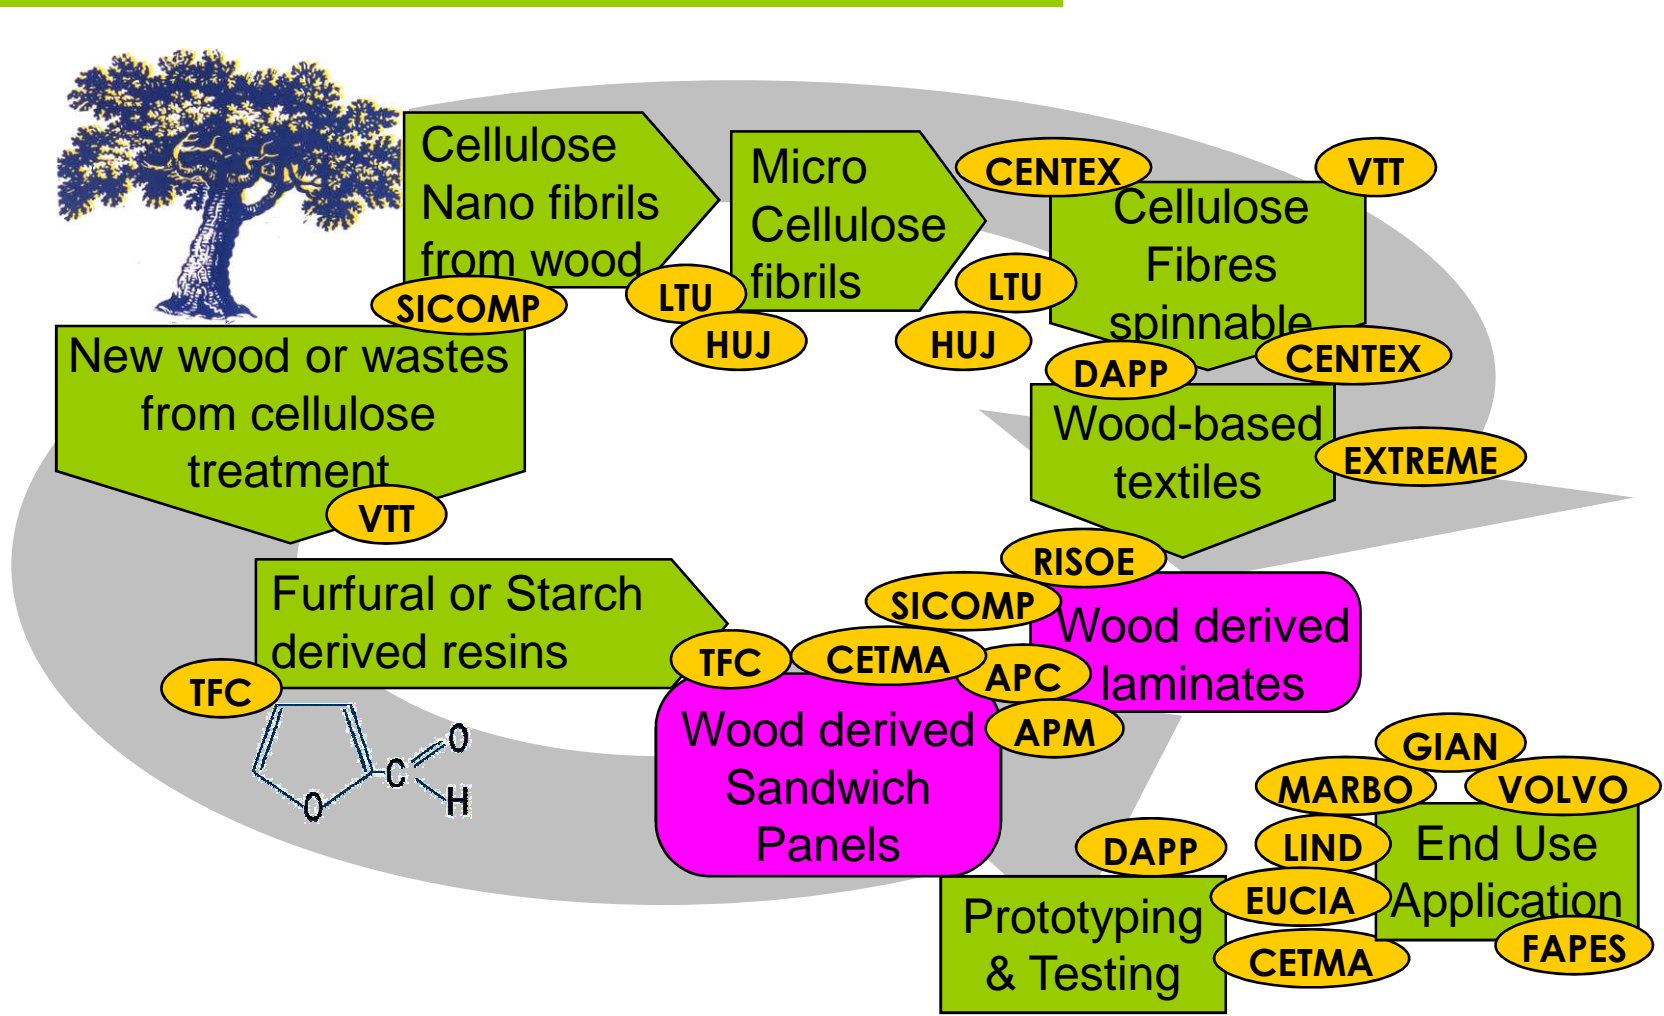 Cellulose
Nano fibrils
from wood
SICOMP
LTU
HUJ
Micro
Cellulose
fibrils
LTU
HUJ
CENTEX
VTT
Cellulose
Fibres
spinnable
DAPP
CENTEX
Wood-based
textiles
EXTREME
New wood or wastes
from cellulose
treatment
VTT
Furfural or Starch
derived resins
TFC
O
C
H
O
TFC
CETMA
SICOMP
RISOE
APC
APM
Wood derived
laminates
Wood derived
Sandwich
Panels
DAPP
Prototyping
& Testing
GIAN
MARBO
VOLVO
LIND
EUCIA
CETMA
End Use
Application
FAPES